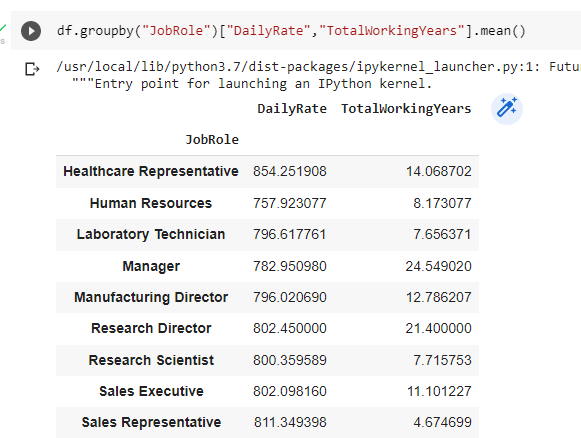 df.groupby("JobRole")["DailyRate","TotalWorkingYears"].mean()
/usr/local/lib/python3.7/dist-packages/ipykernel_launcher.py:1: Futu
"""Entry point for launching an IPython kernel.
DailyRate TotalWorkingYears
JobRole
Healthcare Representative 854.251908 14.068702
Human Resources 757.923077 8.173077
Laboratory Technician 796.617761 7.656371
Manager 782.950980 24.549020
Manufacturing Director 796.020690 12.786207
Research Director 802.450000 21.400000
Research Scientist 800.359589 7.715753
Sales Executive 802.098160 11.101227
Sales Representative 811.349398 4.674699